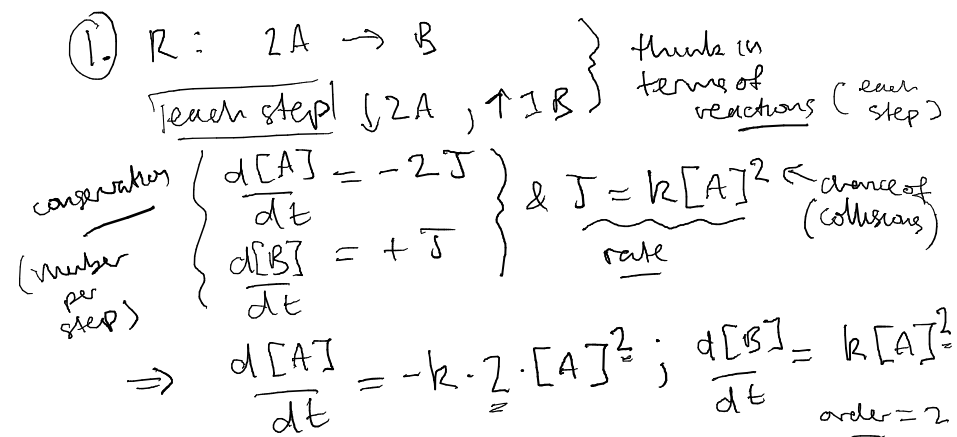 1. R: 2A → B
each step ↓2A, ↑1B
think in
terms of
reactions (each
step)
conservation
(number
per
step)
d[A]/dt = -2J
d[B]/dt = +J
& J = k[A]² ← chance of
(collisions)
rate
⇒ d[A]/dt = -k·2·[A]² ; d[B]/dt = k[A]²
order = 2